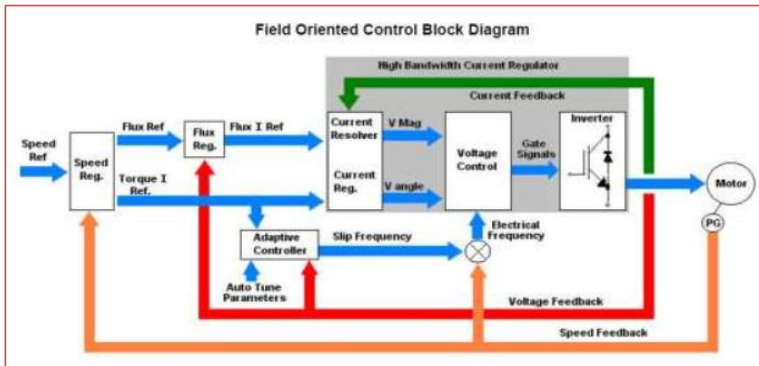 Field Oriented Control Block Diagram
High Bandwidth Current Regulator
Current Feedback
Speed
Ref
Speed
Reg.
Flux Ref
Flux
Reg.
Flux I Ref
Torque I
Ref.
Current
Resolver
Current
Reg.
V Mag
V angle
Voltage
Control
Gate
Signals
Inverter
Motor
PG
Adaptive
Controller
Slip Frequency
Electrical
Frequency
Auto Tune
Parameters
Voltage Feedback
Speed Feedback